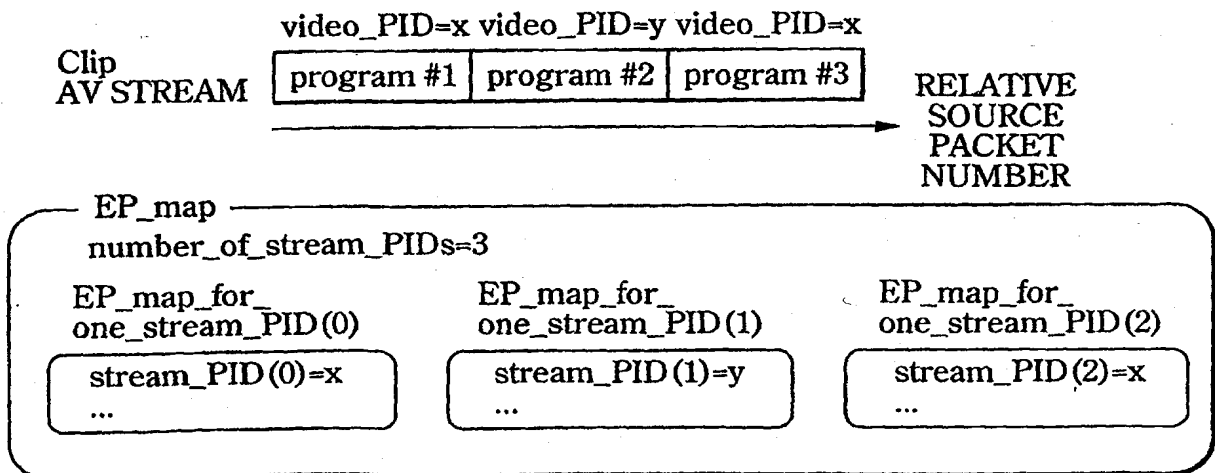 video_PID=x video_PID=y video_PID=x
Clip
AV STREAM
program #1 program #2 program #3
RELATIVE
SOURCE
PACKET
NUMBER
EP_map
number_of_stream_PIDs=3
EP_map_for_
one_stream_PID(0)
stream_PID(0)=x
...
EP_map_for_
one_stream_PID(1)
stream_PID(1)=y
...
EP_map_for_
one_stream_PID(2)
stream_PID(2)=x
...